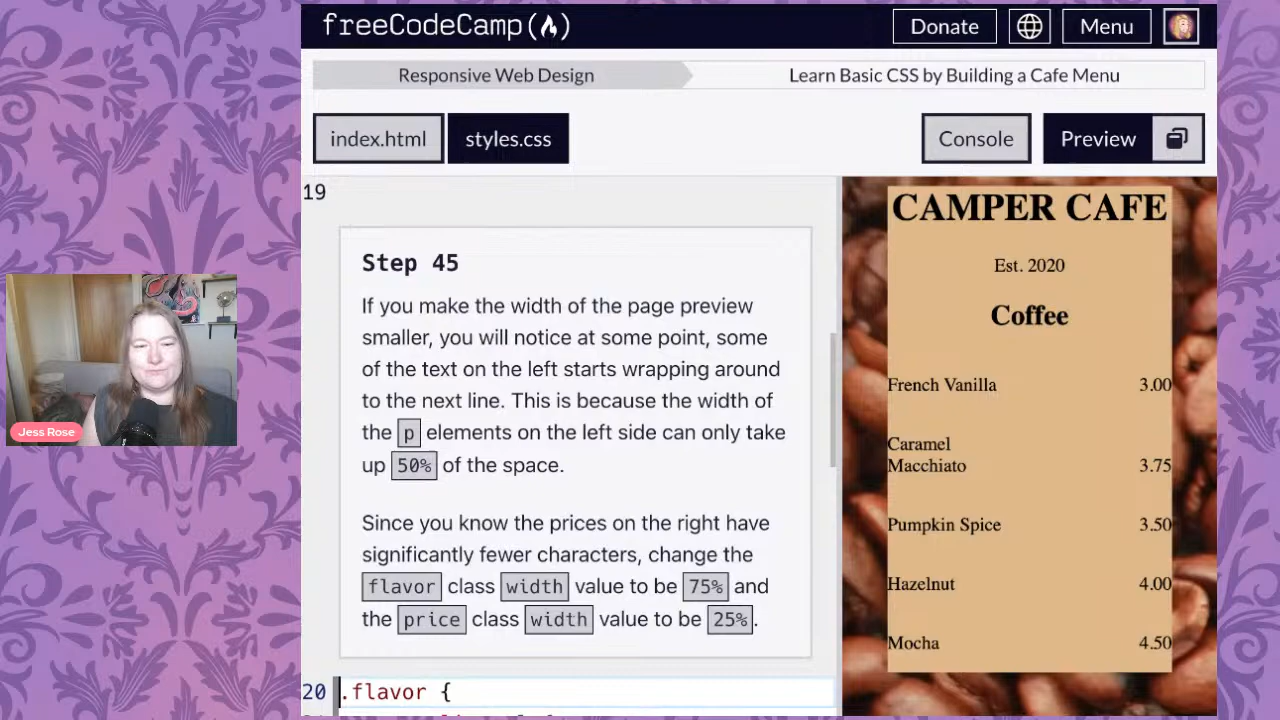 freeCodeCamp
Donate
Menu
Responsive Web Design
Learn Basic CSS by Building a Cafe Menu
index.html
styles.css
Console
Preview
19
Step 45
If you make the width of the page preview
smaller, you will notice at some point, some
of the text on the left starts wrapping around
to the next line. This is because the width of
the p elements on the left side can only take
up 50% of the space.
Since you know the prices on the right have
significantly fewer characters, change the
flavor class width value to be 75% and
the price class width value to be 25%.
20 .flavor {
CAMPER CAFE
Est. 2020
Coffee
French Vanilla 3.00
Caramel
Macchiato 3.75
Pumpkin Spice 3.50
Hazelnut 4.00
Mocha 4.50
Jess Rose